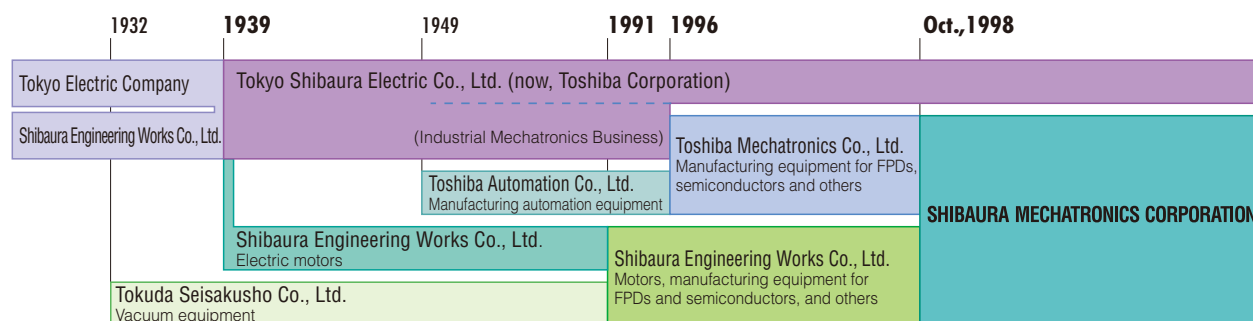 1932
1939
1949
1991
1996
Oct.,1998
Tokyo Electric Company
Tokyo Shibaura Electric Co., Ltd. (now, Toshiba Corporation)
Shibaura Engineering Works Co., Ltd.
(Industrial Mechatronics Business)
Toshiba Mechatronics Co., Ltd.
Manufacturing equipment for FPDs,
semiconductors and others
Toshiba Automation Co., Ltd.
Manufacturing automation equipment
SHIBAURA MECHATRONICS CORPORATION
Shibaura Engineering Works Co., Ltd.
Electric motors
Shibaura Engineering Works Co., Ltd.
Motors, manufacturing equipment for
FPDs and semiconductors, and others
Tokuda Seisakusho Co., Ltd.
Vacuum equipment